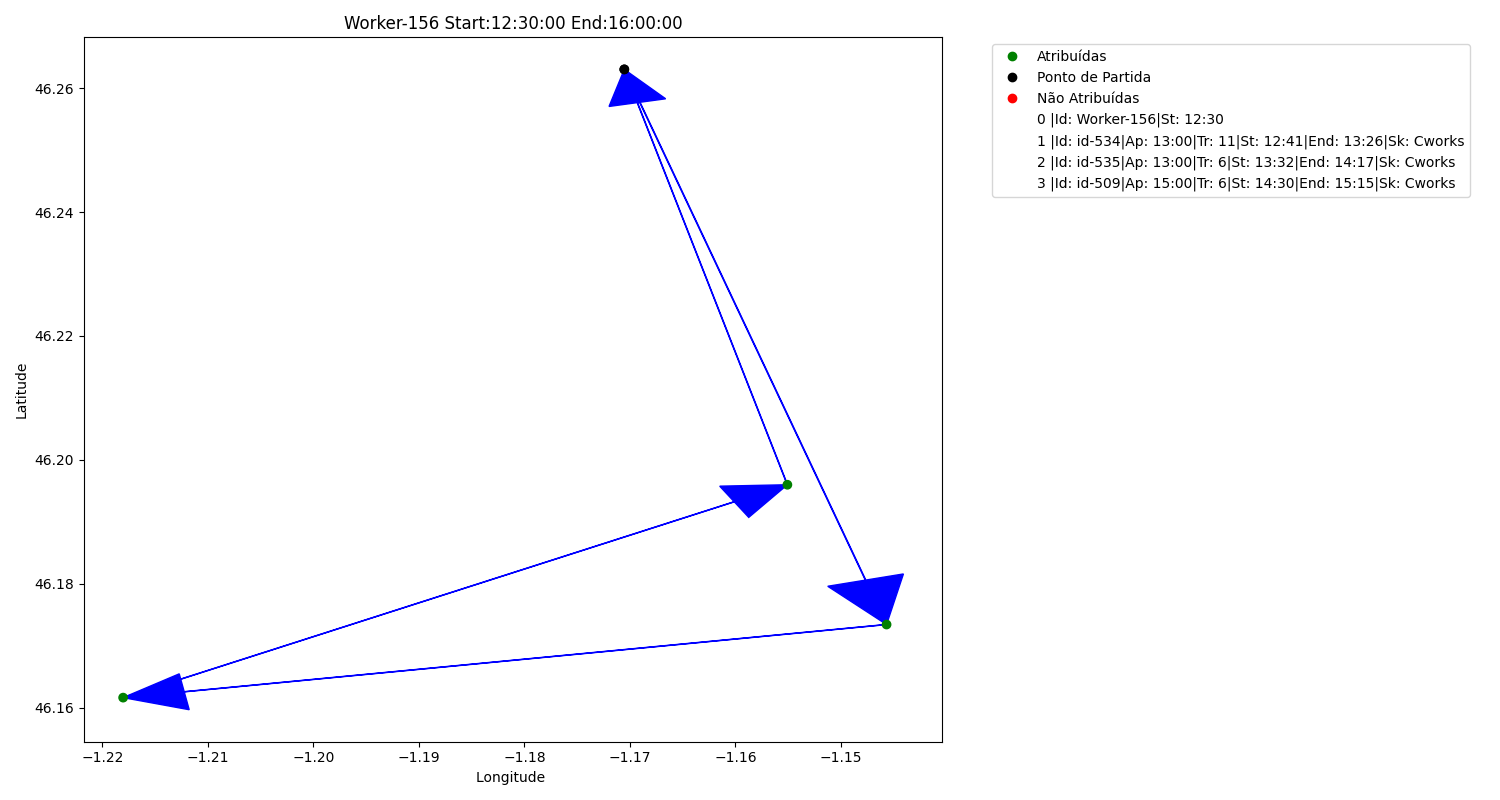 Worker-156 Start:12:30:00 End:16:00:00
Atribuídas
Ponto de Partida
Não Atribuídas
0 |Id: Worker-156|St: 12:30
1 |Id: id-534|Ap: 13:00|Tr: 11|St: 12:41|End: 13:26|Sk: Cworks
2 |Id: id-535|Ap: 13:00|Tr: 6|St: 13:32|End: 14:17|Sk: Cworks
3 |Id: id-509|Ap: 15:00|Tr: 6|St: 14:30|End: 15:15|Sk: Cworks
46.26
46.24
46.22
46.20
46.18
46.16
Latitude
−1.22 −1.21 −1.20 −1.19 −1.18 −1.17 −1.16 −1.15
Longitude